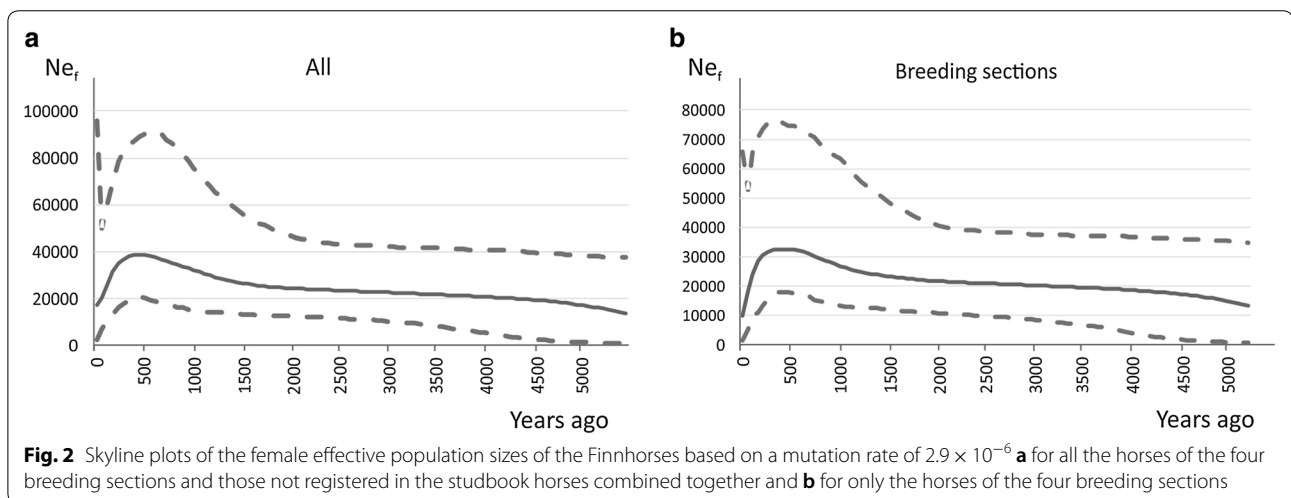 a
All
Ne_f
100000
80000
60000
40000
20000
0
0 500 1000 1500 2000 2500 3000 3500 4000 4500 5000
Years ago
b
Breeding sections
Ne_f
80000
70000
60000
50000
40000
30000
20000
10000
0
0 500 1000 1500 2000 2500 3000 3500 4000 4500 5000
Years ago
Fig. 2 Skyline plots of the female effective population sizes of the Finnhorses based on a mutation rate of 2.9 × 10⁻⁶ a for all the horses of the four
breeding sections and those not registered in the studbook horses combined together and b for only the horses of the four breeding sections